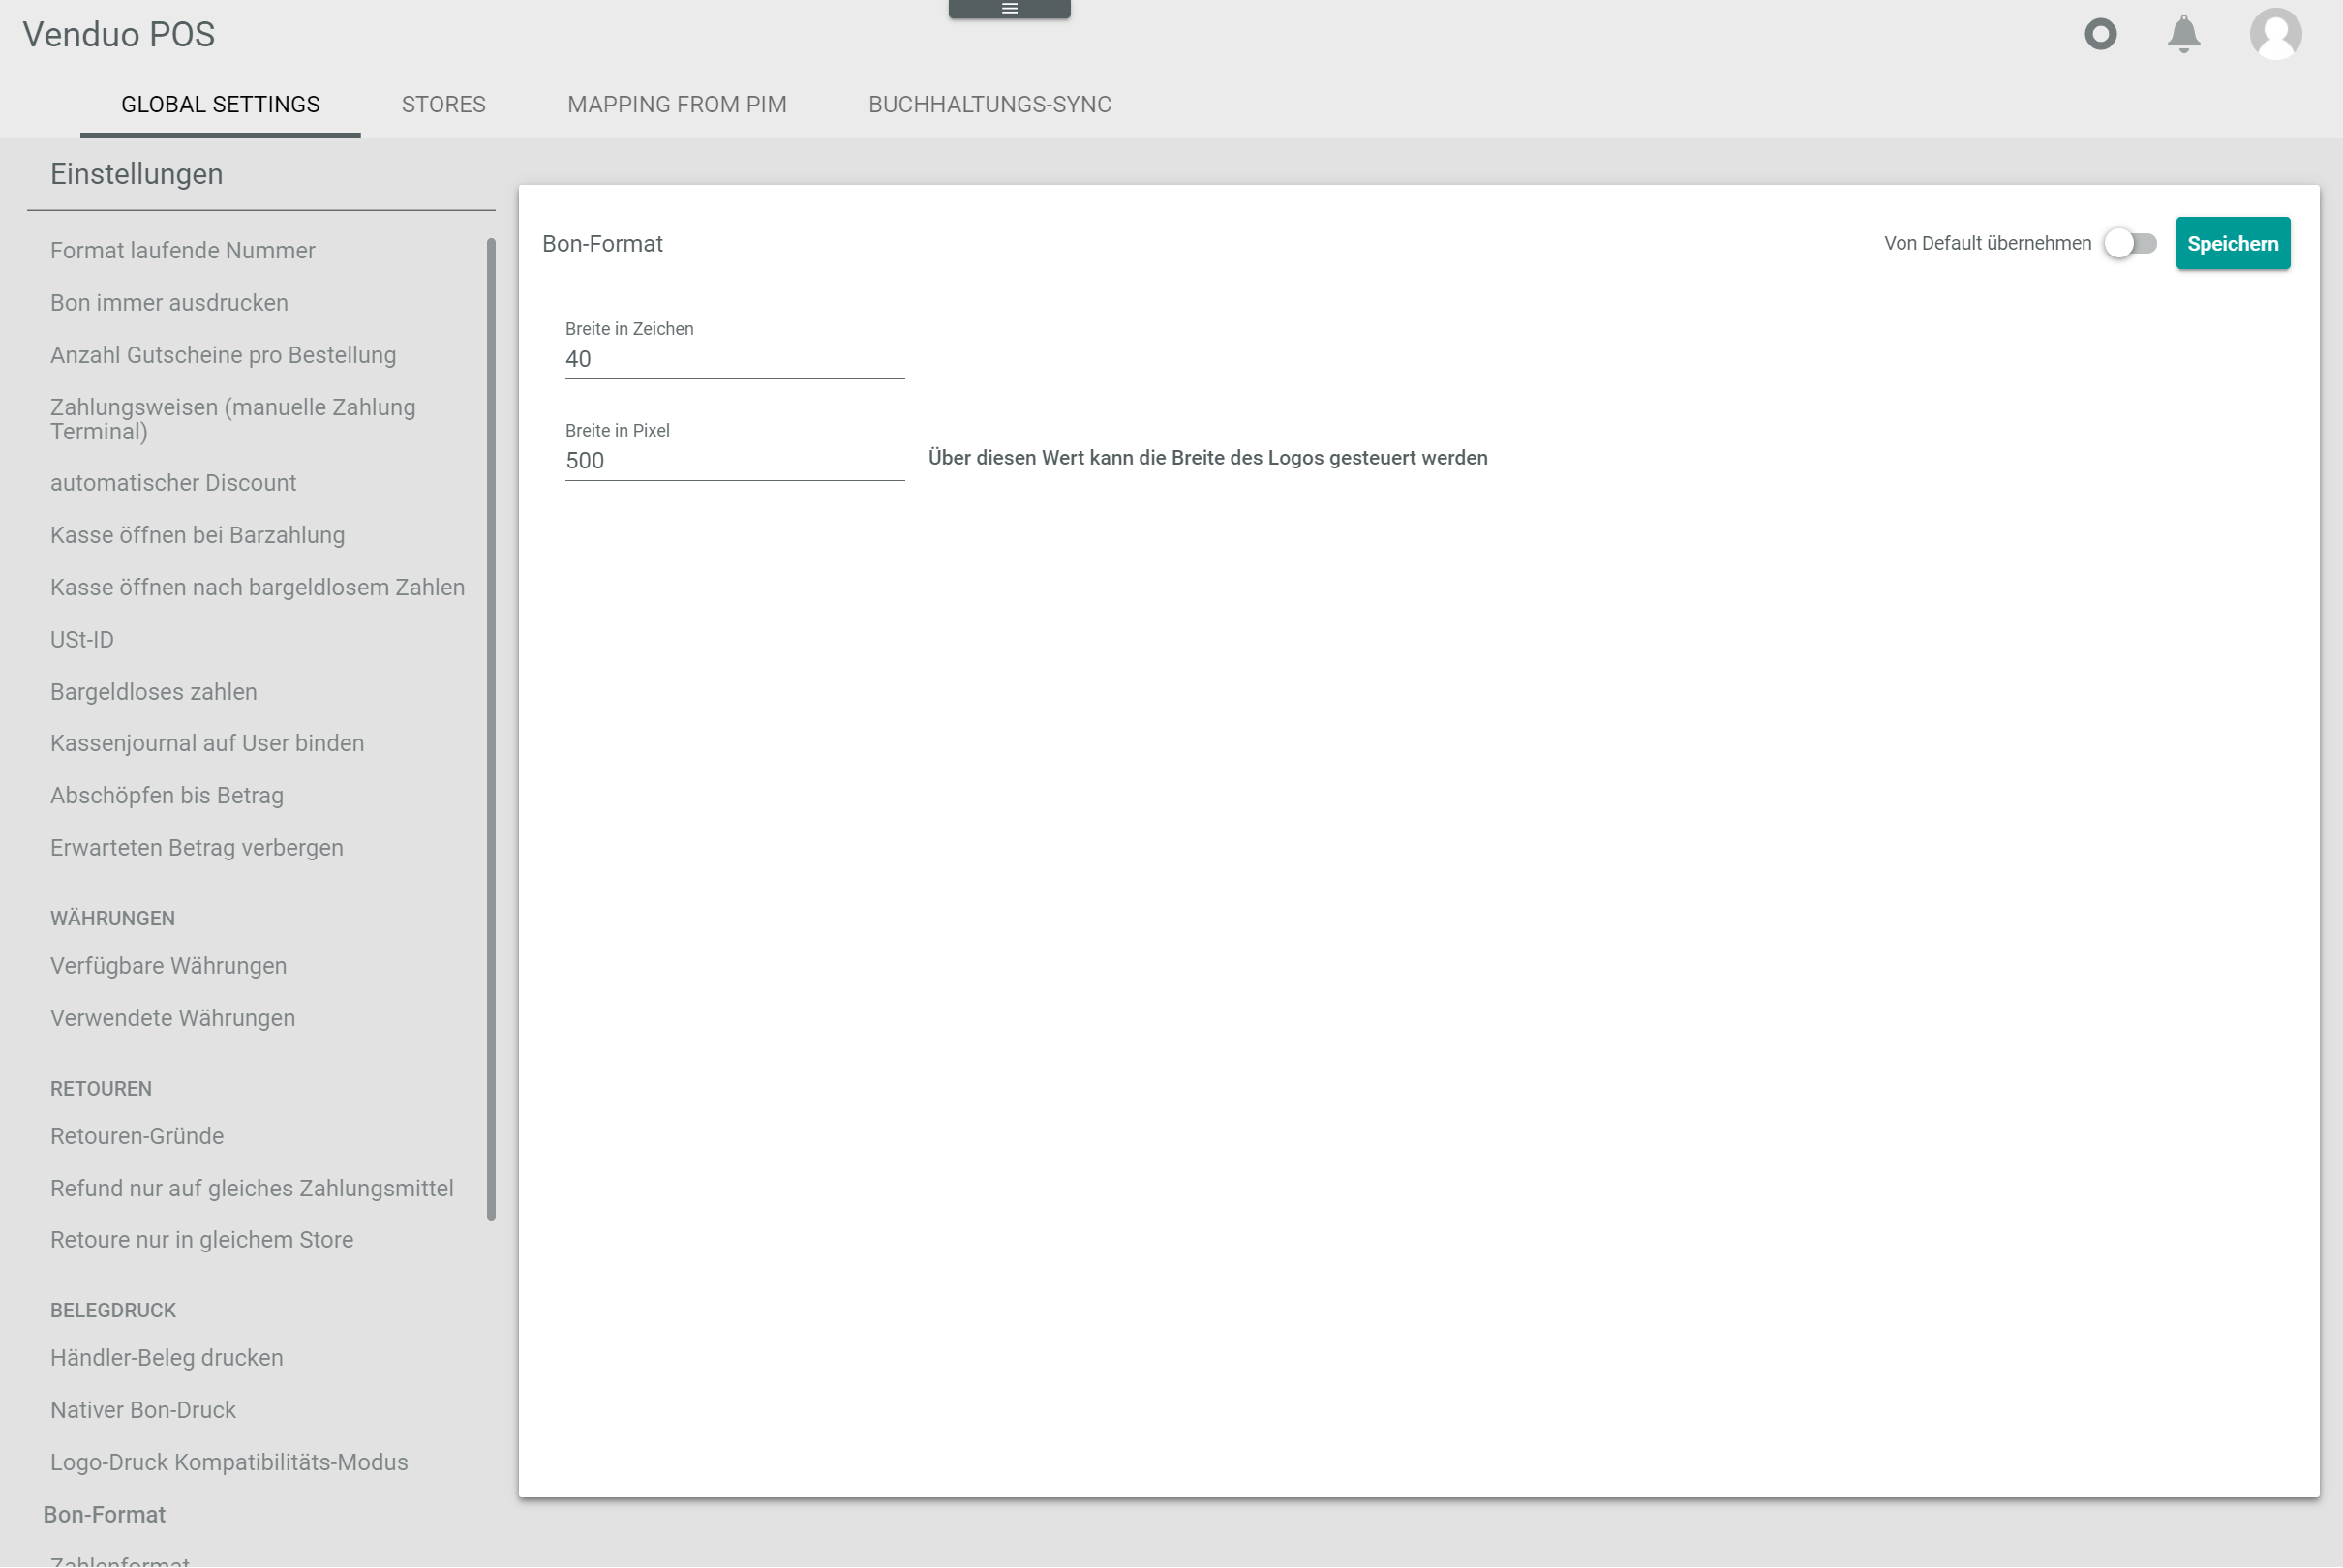 Venduo POS
GLOBAL SETTINGS
STORES
MAPPING FROM PIM
BUCHHALTUNGS-SYNC
Einstellungen
Format laufende Nummer
Bon immer ausdrucken
Anzahl Gutscheine pro Bestellung
Zahlungsweisen (manuelle Zahlung
Terminal)
automatischer Discount
Kasse öffnen bei Barzahlung
Kasse öffnen nach bargeldlosem Zahlen
USt-ID
Bargeldloses zahlen
Kassenjournal auf User binden
Abschöpfen bis Betrag
Erwarteten Betrag verbergen
WÄHRUNGEN
Verfügbare Währungen
Verwendete Währungen
RETOUREN
Retouren-Gründe
Refund nur auf gleiches Zahlungsmittel
Retoure nur in gleichem Store
BELEGDRUCK
Händler-Beleg drucken
Nativer Bon-Druck
Logo-Druck Kompatibilitäts-Modus
Bon-Format
Zahlenformat
Bon-Format
Von Default übernehmen
Speichern
Breite in Zeichen
40
Breite in Pixel
500
Über diesen Wert kann die Breite des Logos gesteuert werden